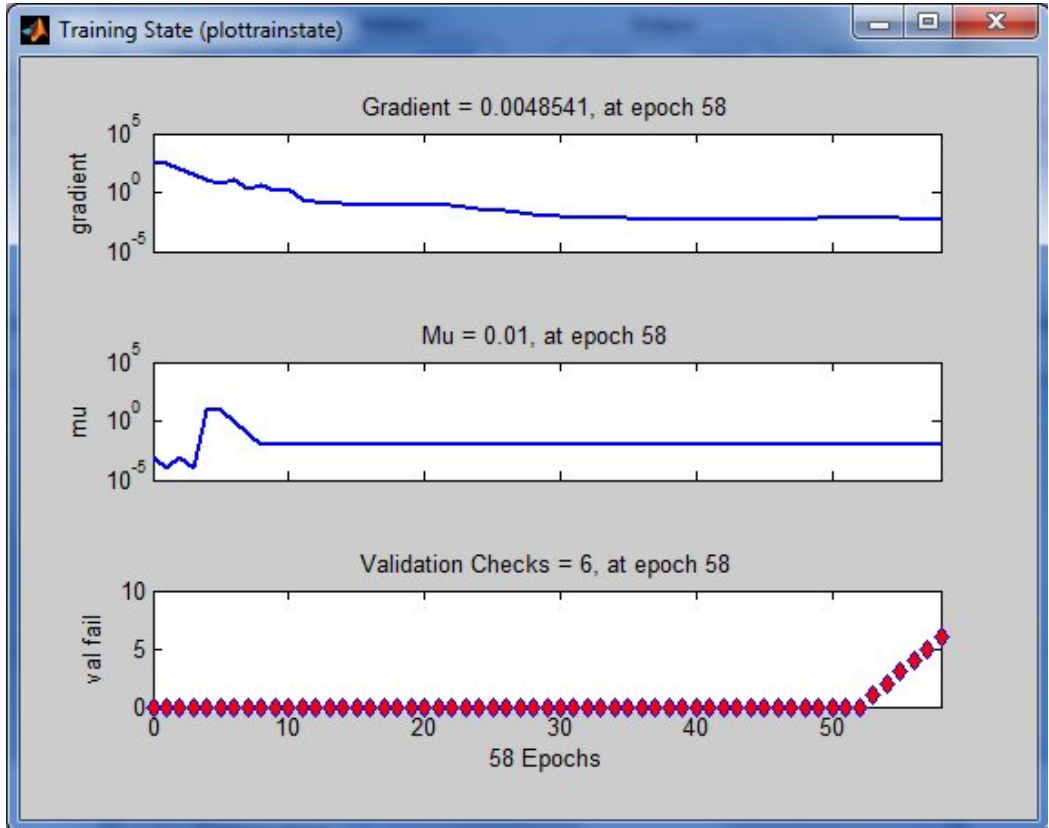 Training State (plottrainstate)
Gradient = 0.0048541, at epoch 58
10^5
10^0
10^-5
gradient
Mu = 0.01, at epoch 58
10^5
10^0
10^-5
mu
Validation Checks = 6, at epoch 58
10
5
0
val fail
0 10 20 30 40 50
58 Epochs